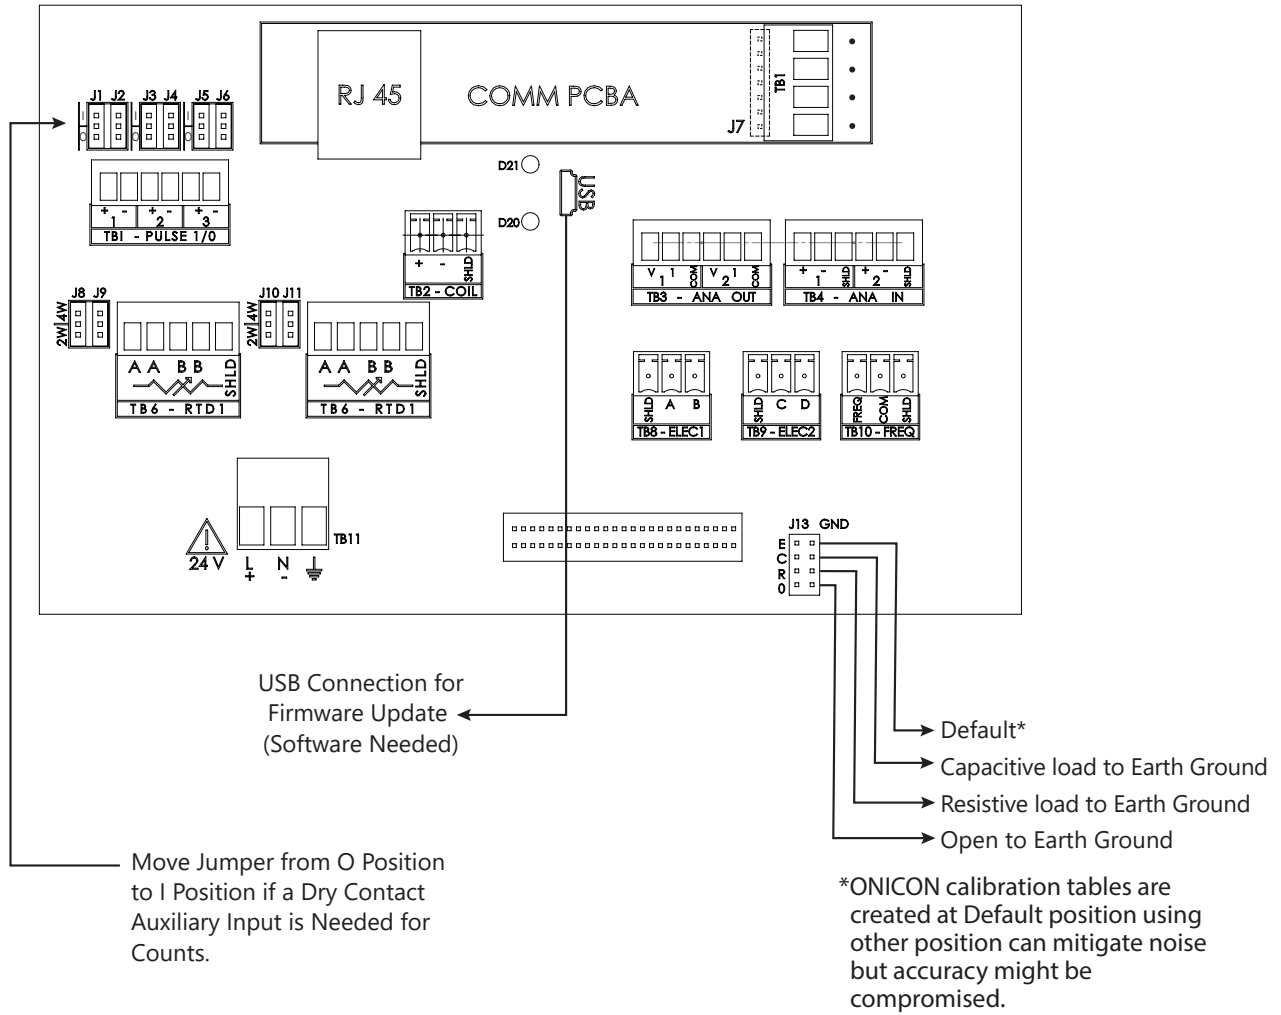 RJ 45
COMM PCBA
J7
TB1
J1 J2 J3 J4 J5 J6
I O I O I O
+ - + - + -
1 2 3
TB1 - PULSE 1/0
D21
D20
USB
+ - SHLD
TB2 - COIL
V 1 COM V 1 COM
1 2
TB3 - ANA OUT
+ - SHLD + - SHLD
1 2
TB4 - ANA IN
J8 J9
2W 4W
A A B B SHLD
TB6 - RTD1
J10 J11
2W 4W
A A B B SHLD
TB6 - RTD1
SHLD A B
TB8 - ELEC1
SHLD C D
TB9 - ELEC2
FREQ COM SHLD
TB10 - FREQ
TB11
24 V
L N
+ -
J13 GND
E
C
R
0
USB Connection for
Firmware Update
(Software Needed)
Default*
Capacitive load to Earth Ground
Resistive load to Earth Ground
Open to Earth Ground
Move Jumper from O Position
to I Position if a Dry Contact
Auxiliary Input is Needed for
Counts.
*ONICON calibration tables are
created at Default position using
other position can mitigate noise
but accuracy might be
compromised.